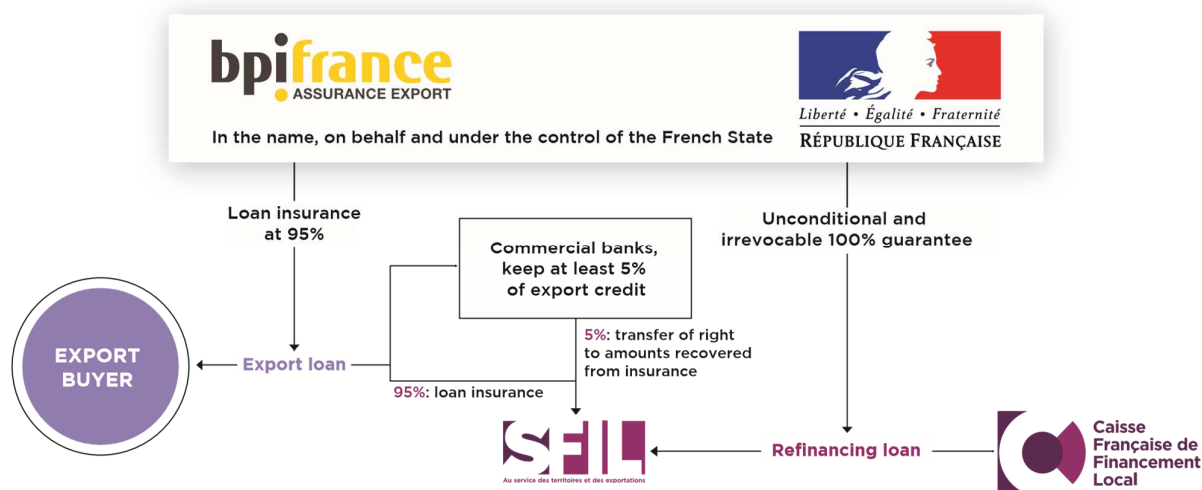 bpifrance
ASSURANCE EXPORT
In the name, on behalf and under the control of the French State
Liberté • Égalité • Fraternité
RÉPUBLIQUE FRANÇAISE
Loan insurance
at 95%
Unconditional and
irrevocable 100% guarantee
Commercial banks,
keep at least 5%
of export credit
EXPORT
BUYER
Export loan
5%: transfer of right
to amounts recovered
from insurance
95%: loan insurance
SFIL
Au service des territoires et des exportations
Refinancing loan
Caisse
Française de
Financement
Local